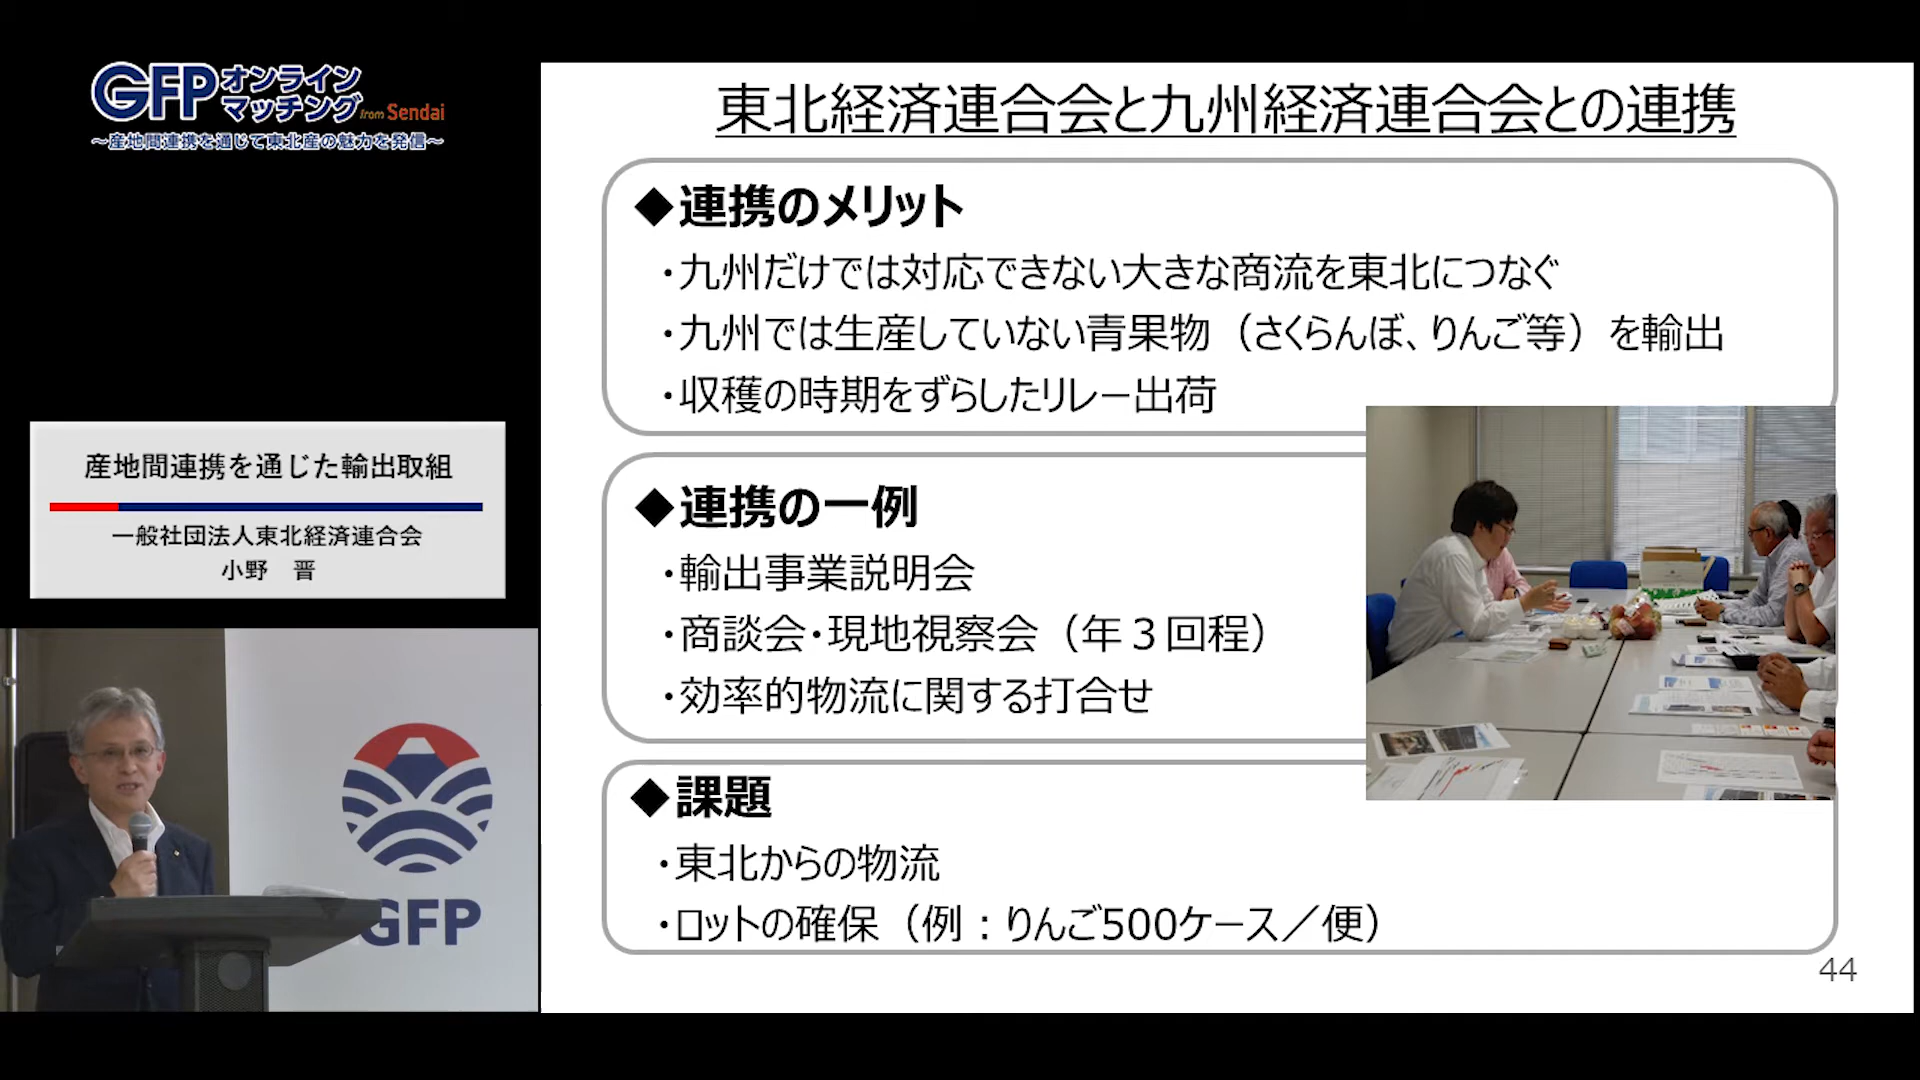 GFPオンライン
マッチング from Sendai
～産地間連携を通じて東北産の魅力を発信～
産地間連携を通じた輸出取組
一般社団法人東北経済連合会
小野　晋
GFP
東北経済連合会と九州経済連合会との連携
◆連携のメリット
・九州だけでは対応できない大きな商流を東北につなぐ
・九州では生産していない青果物（さくらんぼ、りんご等）を輸出
・収穫の時期をずらしたリレー出荷
◆連携の一例
・輸出事業説明会
・商談会・現地視察会（年３回程）
・効率的物流に関する打合せ
◆課題
・東北からの物流
・ロットの確保（例：りんご500ケース／便）
44